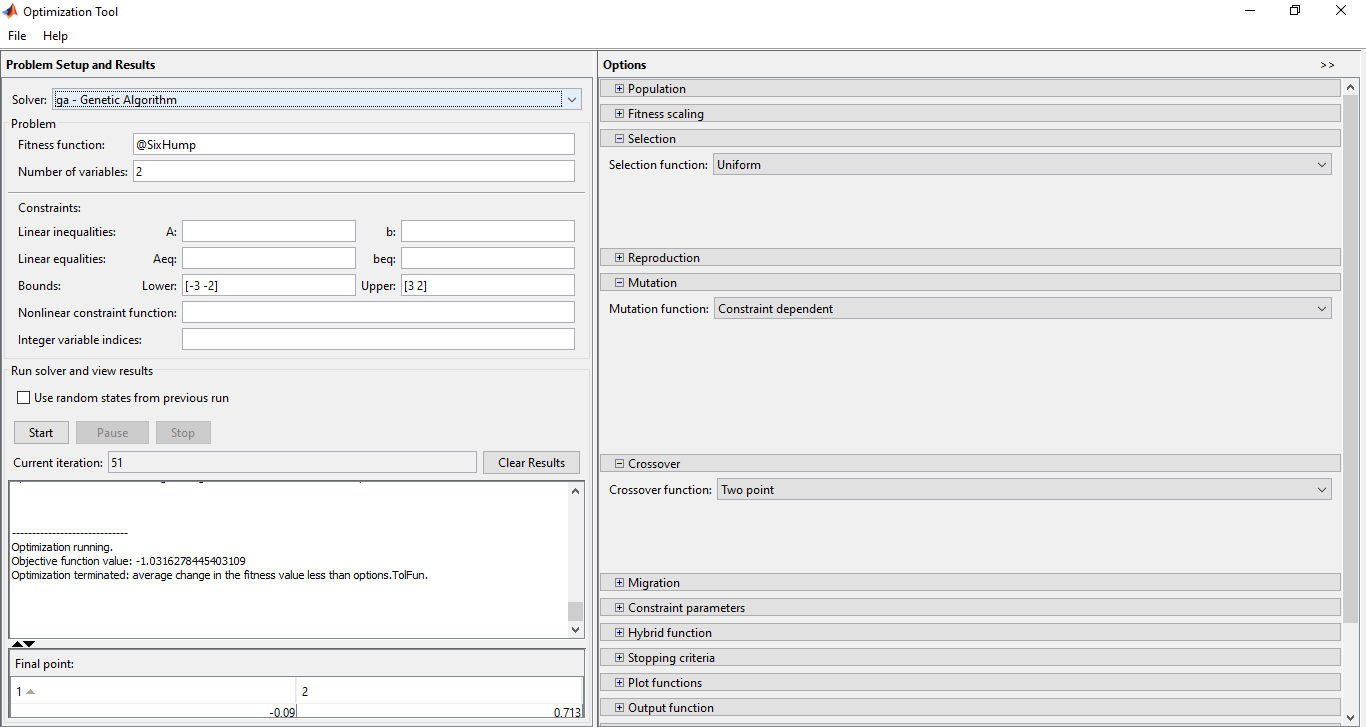 Optimization Tool
File Help
Problem Setup and Results
Solver: ga - Genetic Algorithm
Problem
Fitness function: @SixHump
Number of variables: 2
Constraints:
Linear inequalities: A: b:
Linear equalities: Aeq: beq:
Bounds: Lower: [-3 -2] Upper: [3 2]
Nonlinear constraint function:
Integer variable indices:
Run solver and view results
Use random states from previous run
Start Pause Stop
Current iteration: 51 Clear Results
------------------------------
Optimization running.
Objective function value: -1.0316278445403109
Optimization terminated: average change in the fitness value less than options.TolFun.
Final point:
1 2
-0.09 0.713
Options >>
Population
Fitness scaling
Selection
Selection function: Uniform
Reproduction
Mutation
Mutation function: Constraint dependent
Crossover
Crossover function: Two point
Migration
Constraint parameters
Hybrid function
Stopping criteria
Plot functions
Output function